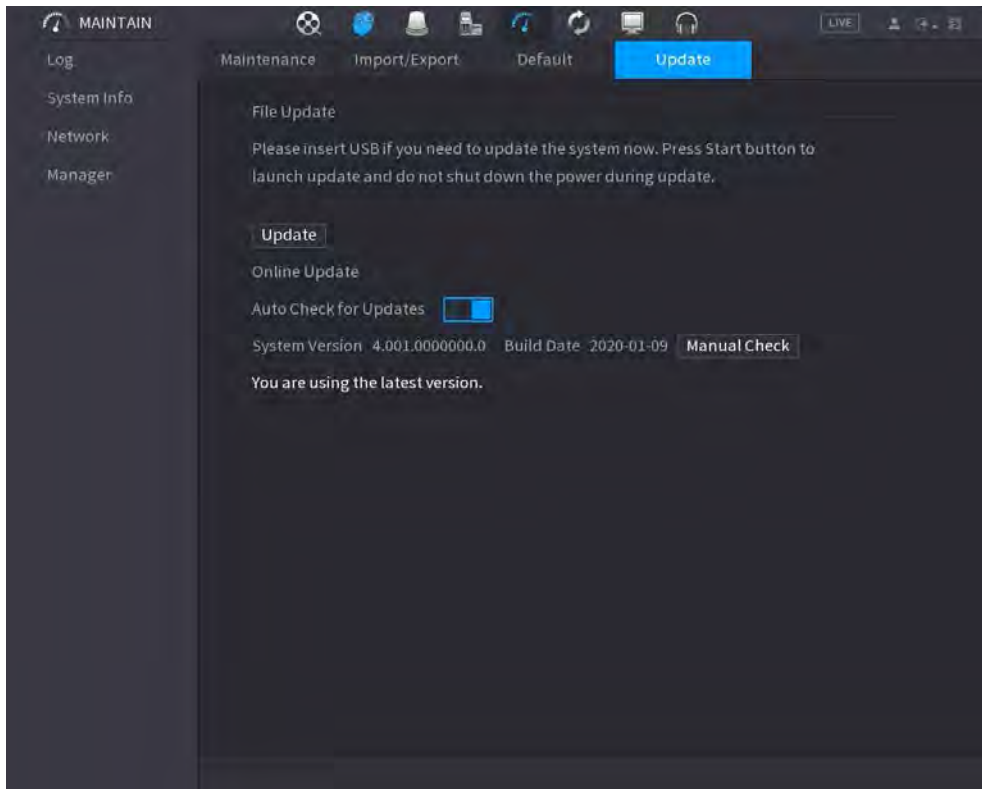 MAINTAIN
LIVE
Log
System Info
Network
Manager
Maintenance Import/Export Default Update
File Update
Please insert USB if you need to update the system now. Press Start button to
launch update and do not shut down the power during update.
Update
Online Update
Auto Check for Updates
System Version 4.001.0000000.0 Build Date 2020-01-09 Manual Check
You are using the latest version.